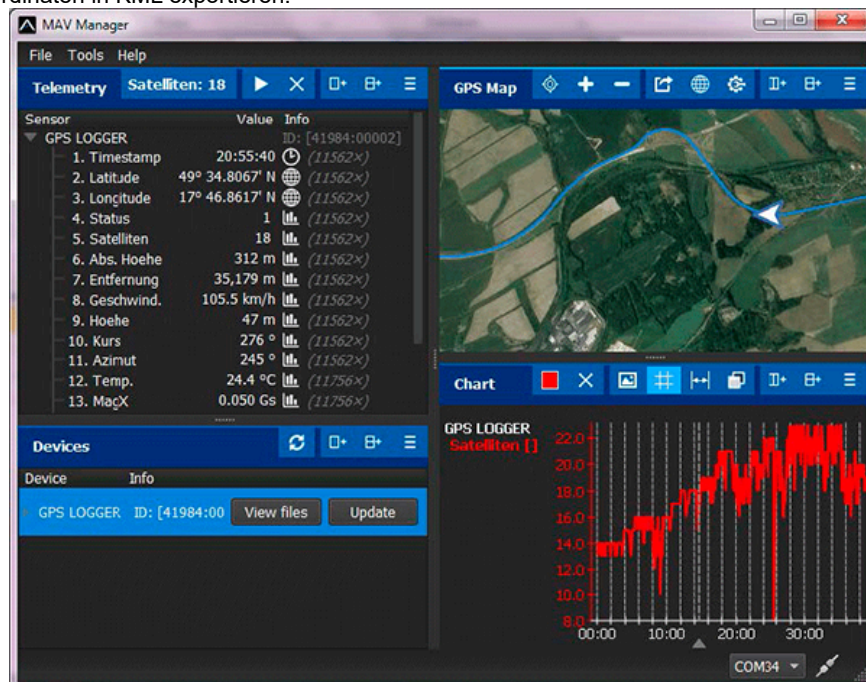 rdinaten in KML exportieren.
MAV Manager
File Tools Help
Telemetry Satelliten: 18
Sensor Value Info
GPS LOGGER ID: [41984:00002]
1. Timestamp 20:55:40 (11562×)
2. Latitude 49° 34.8067' N (11562×)
3. Longitude 17° 46.8617' N (11562×)
4. Status 1 (11562×)
5. Satelliten 18 (11562×)
6. Abs. Hoehe 312 m (11562×)
7. Entfernung 35,179 m (11562×)
8. Geschwind. 105.5 km/h (11562×)
9. Hoehe 47 m (11562×)
10. Kurs 276 ° (11562×)
11. Azimut 245 ° (11562×)
12. Temp. 24.4 °C (11756×)
13. MagX 0.050 Gs (11756×)
GPS Map
Devices
Device Info
GPS LOGGER ID: [41984:00 View files Update
Chart
GPS LOGGER
Satelliten []
22.0
20.0
18.0
16.0
14.0
12.0
10.0
8.0
00:00 10:00 20:00 30:00
COM34